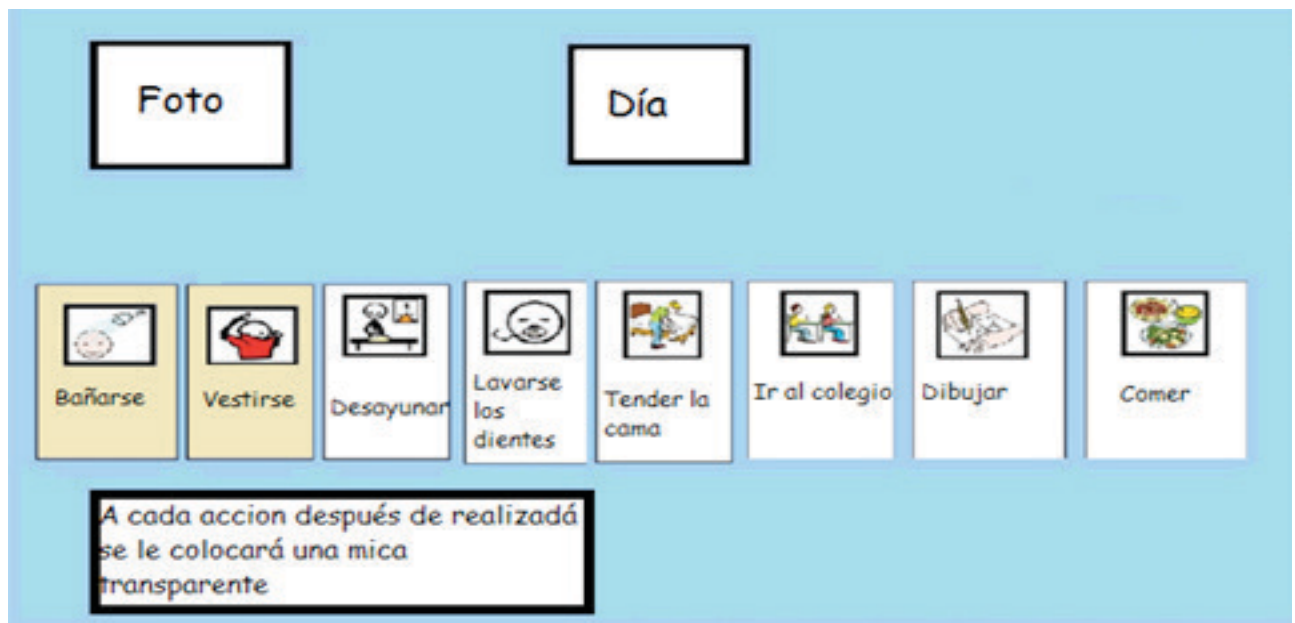 Foto
Día
Bañarse
Vestirse
Desayunar
Lavarse
los
dientes
Tender la
cama
Ir al colegio
Dibujar
Comer
A cada accion después de realizadá
se le colocará una mica
transparente